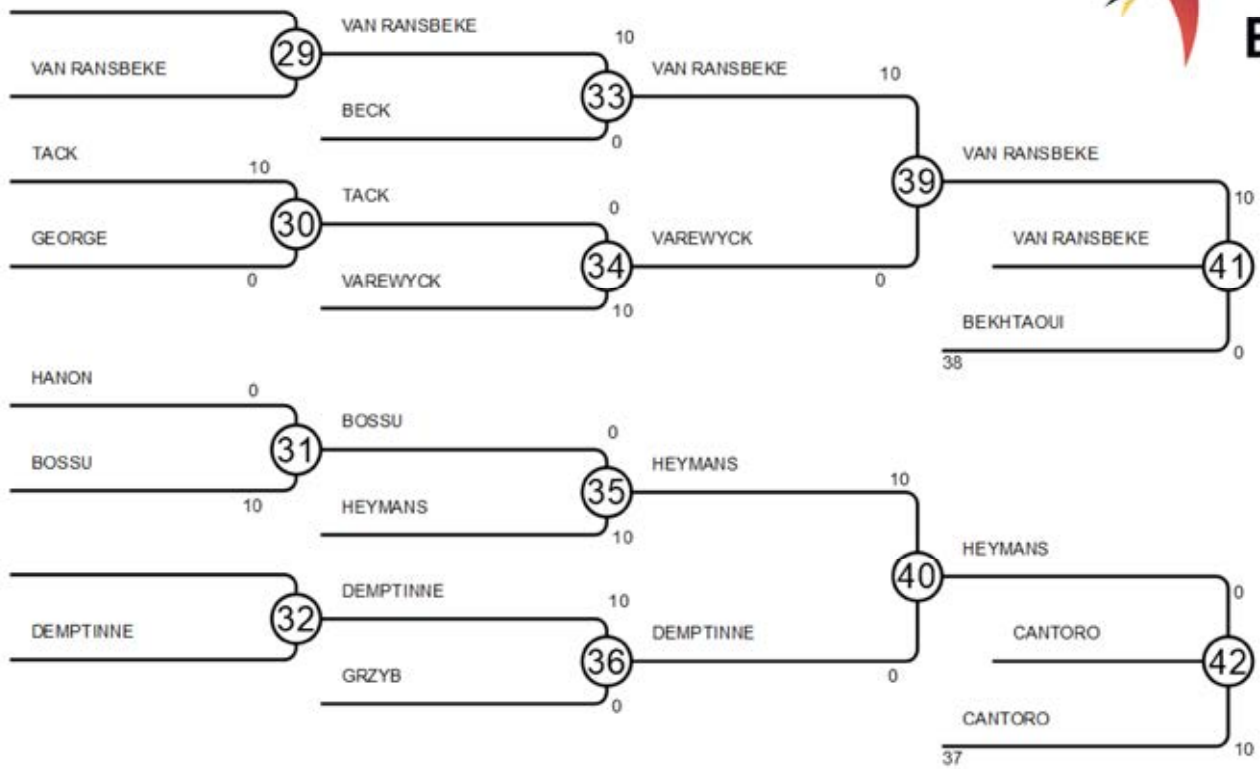 VAN RANSBEKE
29
VAN RANSBEKE
10
BECK
0
33
VAN RANSBEKE
10
TACK
10
GEORGE
0
30
TACK
0
VAREWYCK
10
34
VAREWYCK
0
39
VAN RANSBEKE
10
VAN RANSBEKE
41
BEKHTAOUI
38
0
HANON
0
BOSSU
10
31
BOSSU
0
HEYMANS
10
35
HEYMANS
10
DEMPTINNE
32
DEMPTINNE
10
GRZYB
0
36
DEMPTINNE
0
40
HEYMANS
0
CANTORO
42
CANTORO
37
10